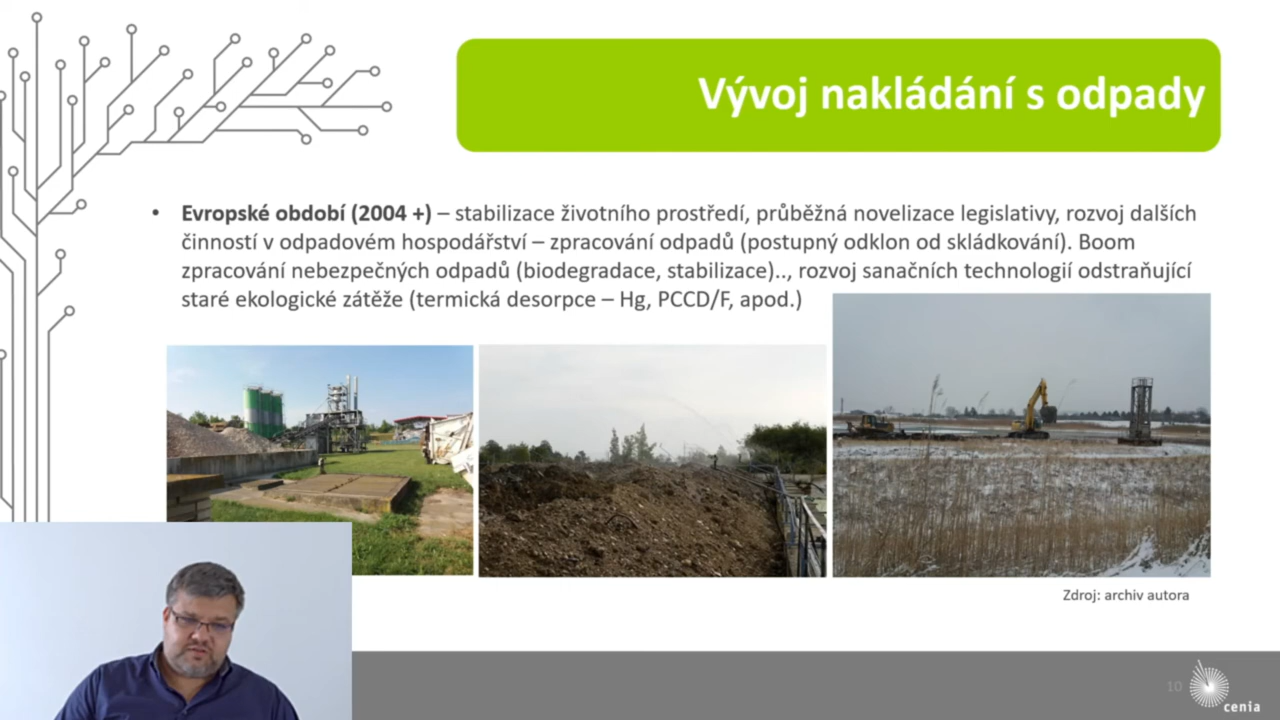 Vývoj nakládání s odpady
• Evropské období (2004 +) – stabilizace životního prostředí, průběžná novelizace legislativy, rozvoj dalších
činností v odpadovém hospodářství – zpracování odpadů (postupný odklon od skládkování). Boom
zpracování nebezpečných odpadů (biodegradace, stabilizace).., rozvoj sanačních technologií odstraňující
staré ekologické zátěže (termická desorpce – Hg, PCCD/F, apod.)
Zdroj: archiv autora
10
cenia